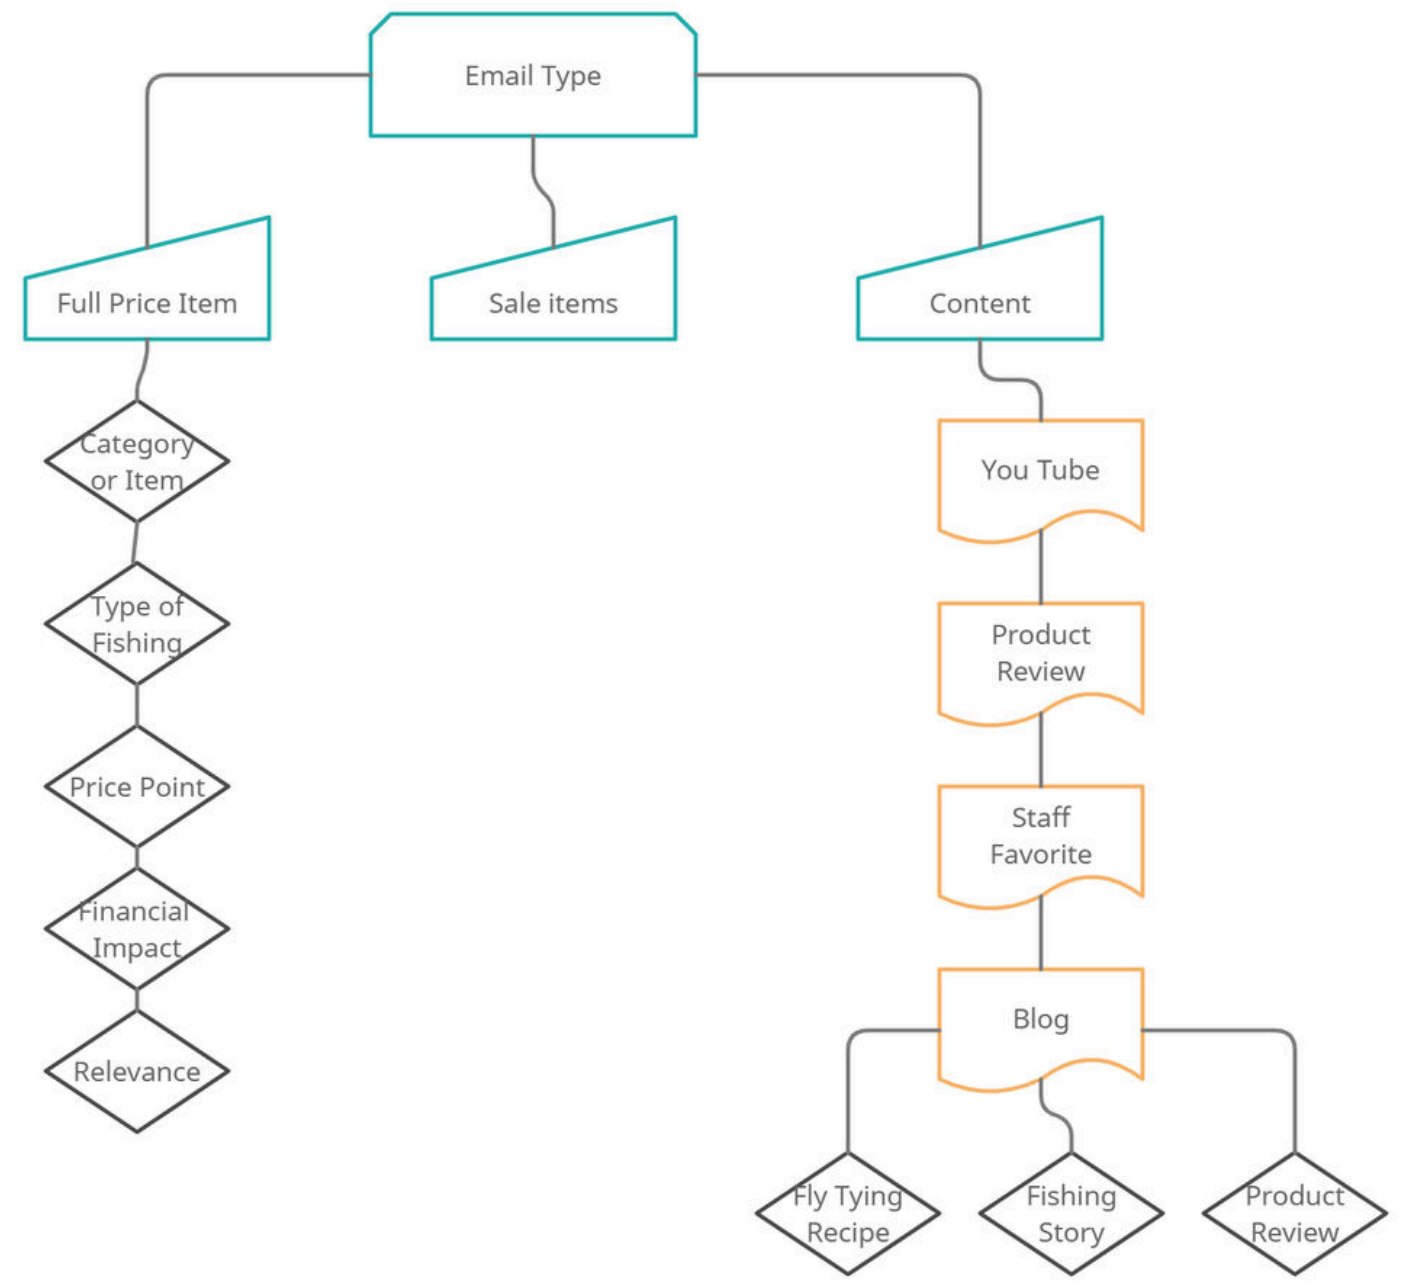 Email Type
Full Price Item
Sale items
Content
Category
or Item
Type of
Fishing
Price Point
Financial
Impact
Relevance
You Tube
Product
Review
Staff
Favorite
Blog
Fly Tying
Recipe
Fishing
Story
Product
Review